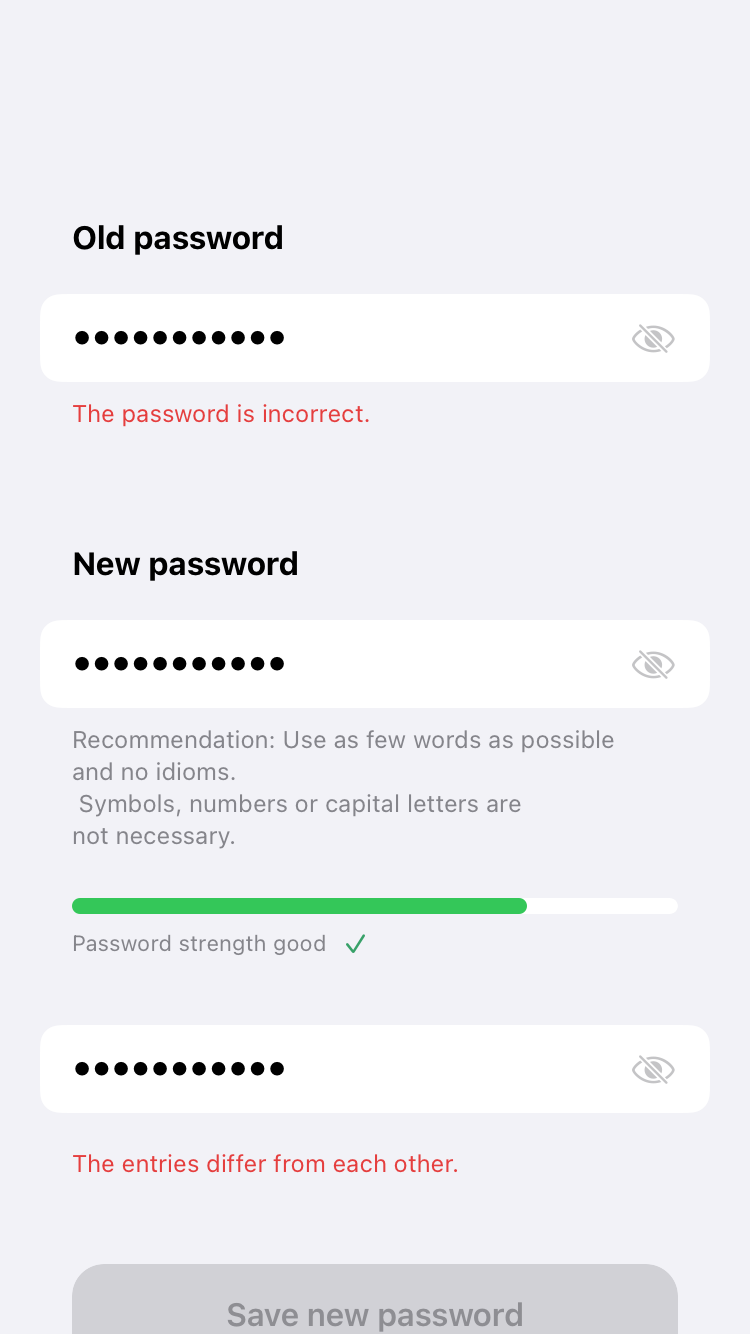 Old password
•••••••••••
The password is incorrect.
New password
•••••••••••
Recommendation: Use as few words as possible
and no idioms.
Symbols, numbers or capital letters are
not necessary.
Password strength good ✓
•••••••••••
The entries differ from each other.
Save new password